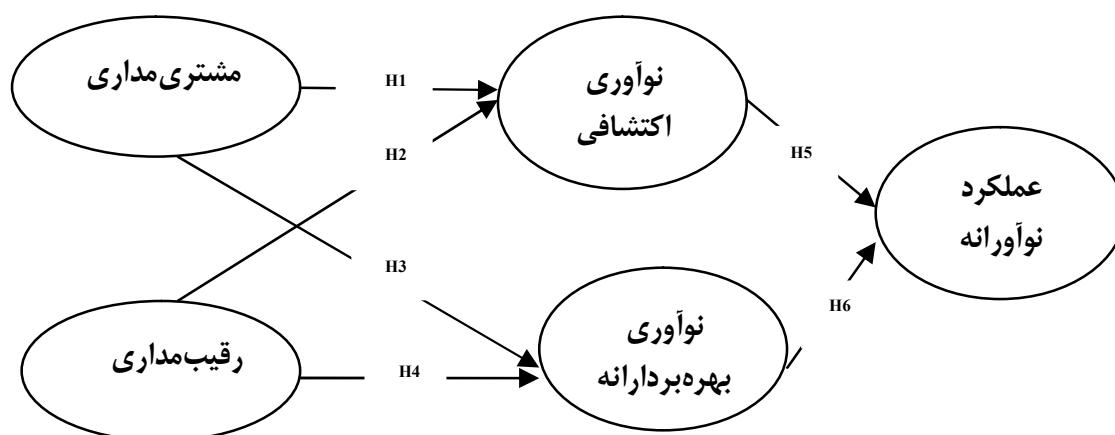 مشتری‌مداری
H1
نوآوری
اکتشافی
H2
H5
عملکرد
نوآورانه
H3
نوآوری
بهره‌بردارانه
H6
رقیب‌مداری
H4